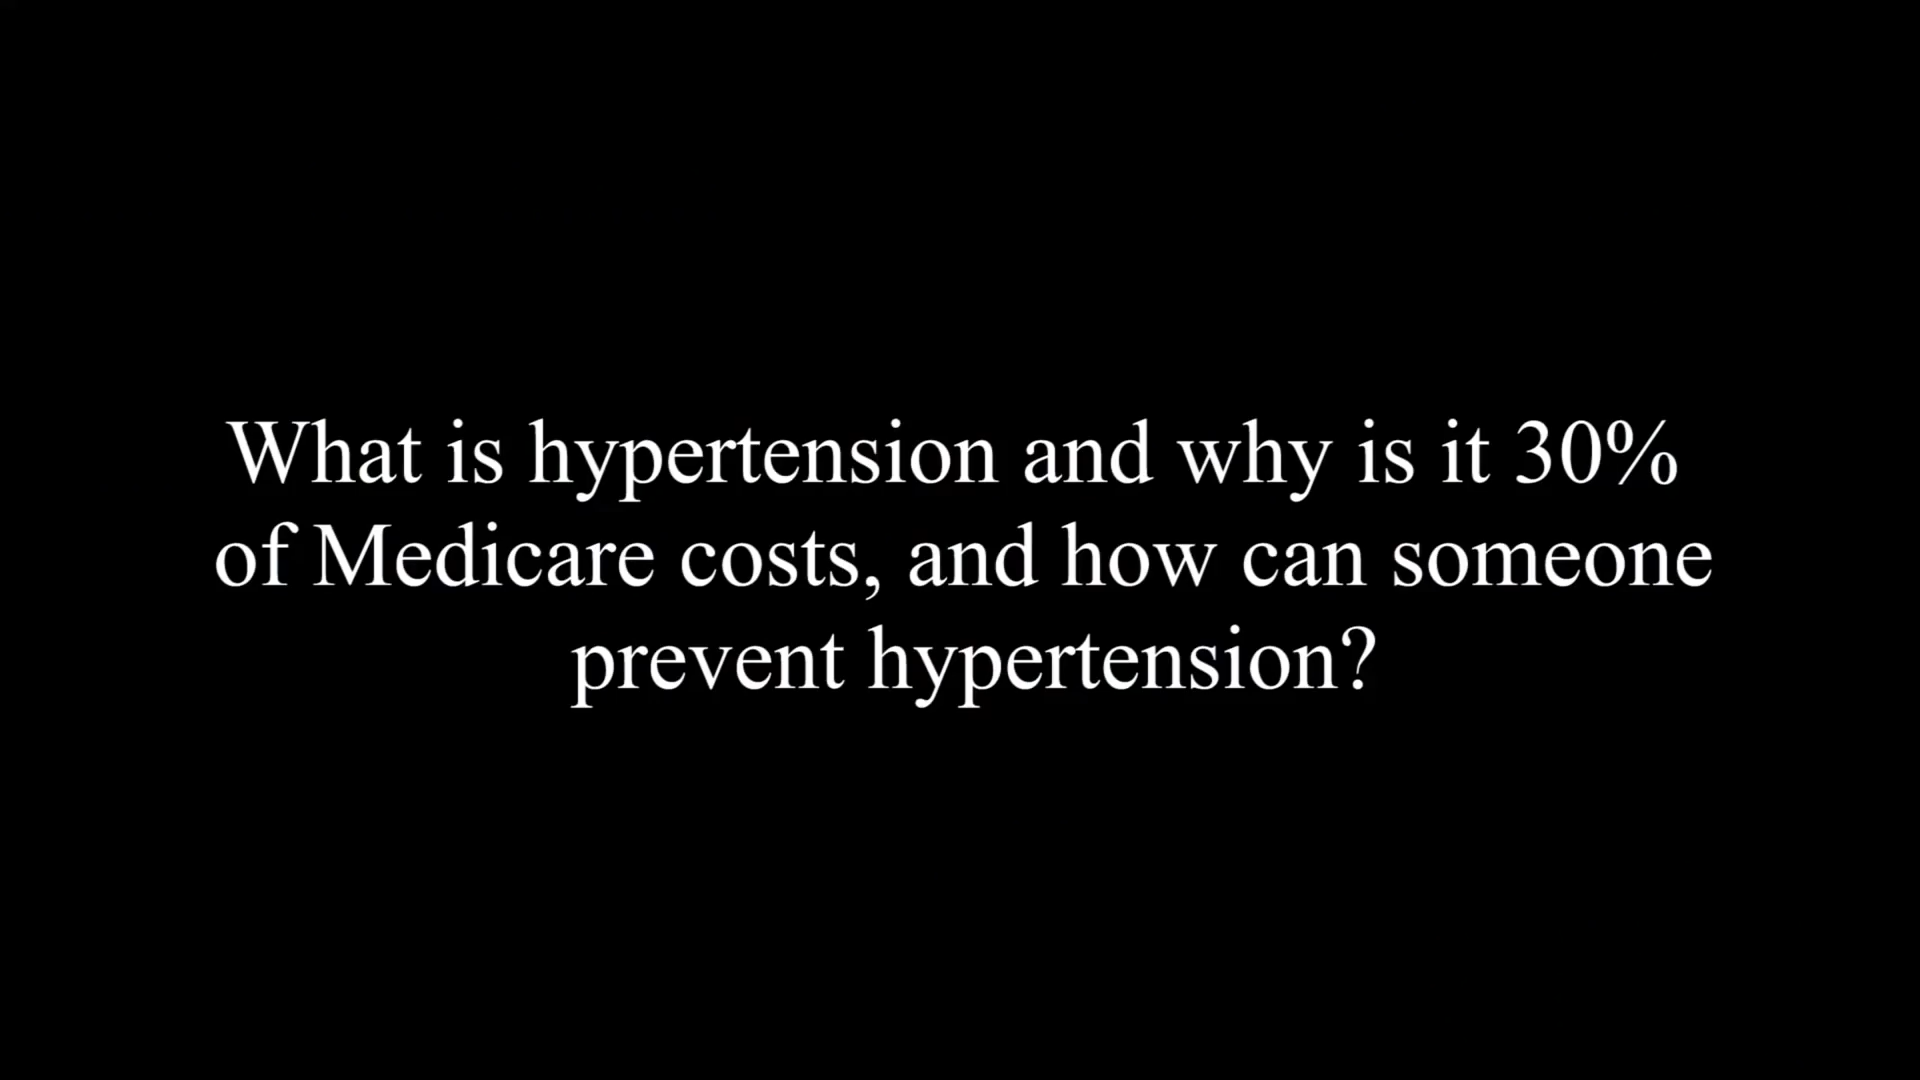 What is hypertension and why is it 30%
of Medicare costs, and how can someone
prevent hypertension?